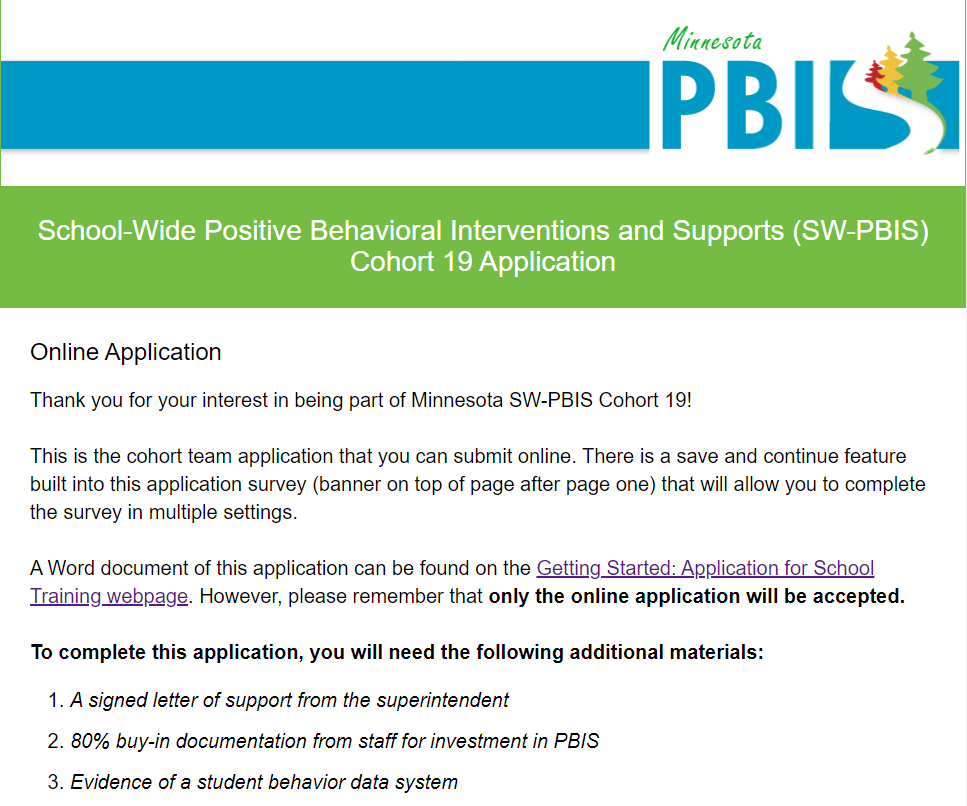 Minnesota
PBIS
School-Wide Positive Behavioral Interventions and Supports (SW-PBIS)
Cohort 19 Application
Online Application
Thank you for your interest in being part of Minnesota SW-PBIS Cohort 19!
This is the cohort team application that you can submit online. There is a save and continue feature
built into this application survey (banner on top of page after page one) that will allow you to complete
the survey in multiple settings.
A Word document of this application can be found on the Getting Started: Application for School
Training webpage. However, please remember that only the online application will be accepted.
To complete this application, you will need the following additional materials:
1. A signed letter of support from the superintendent
2. 80% buy-in documentation from staff for investment in PBIS
3. Evidence of a student behavior data system